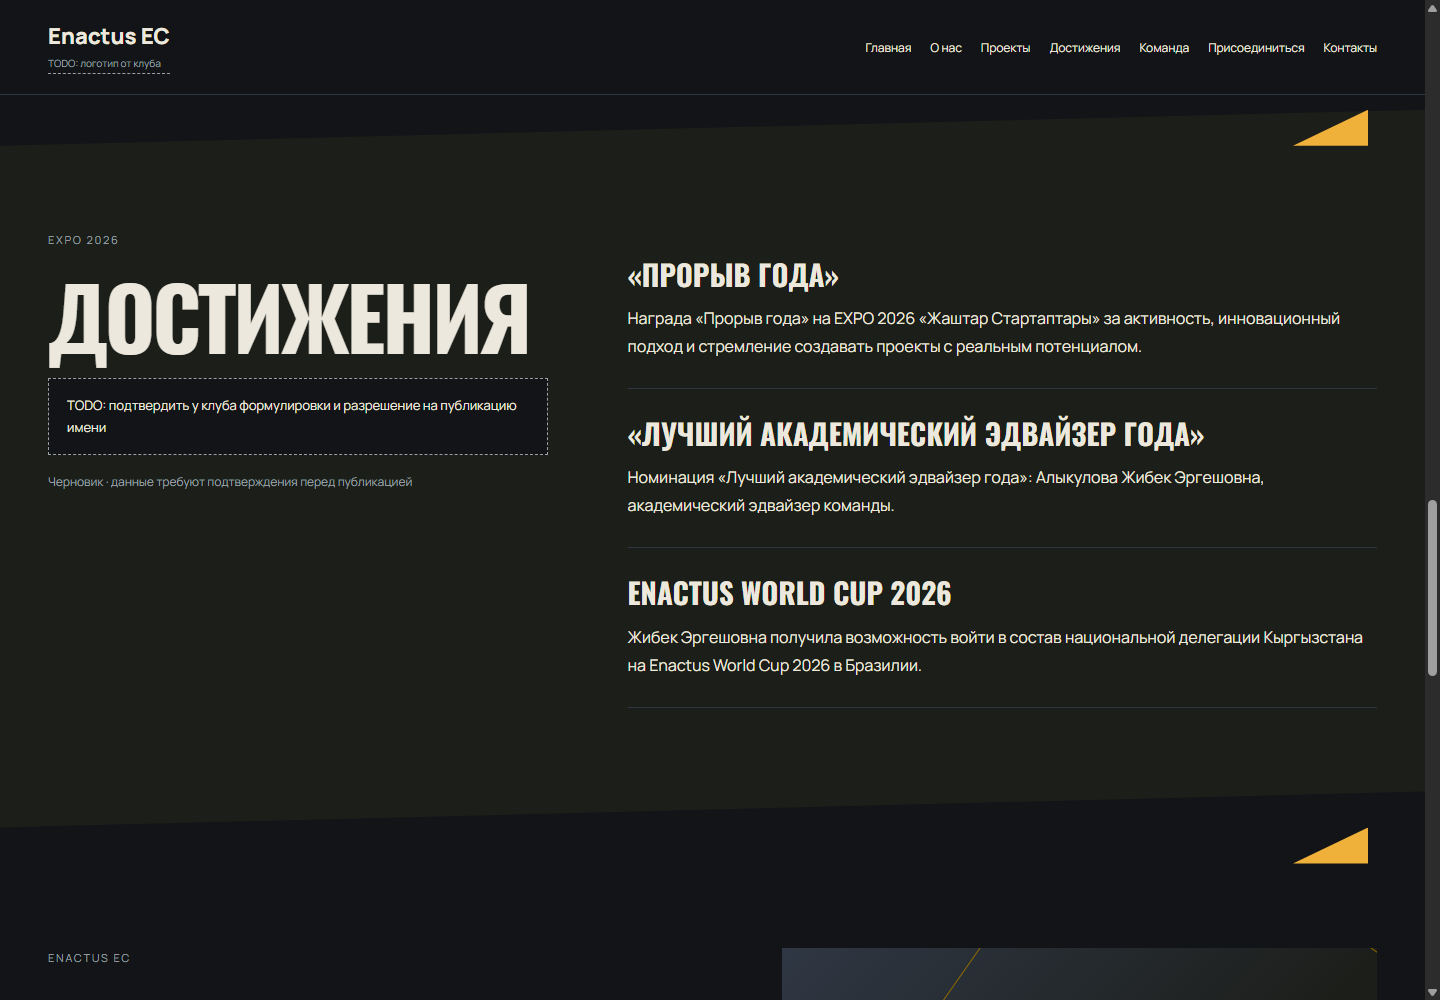 Enactus EC
TODO: логотип от клуба
Главная О нас Проекты Достижения Команда Присоединиться Контакты
EXPO 2026
ДОСТИЖЕНИЯ
TODO: подтвердить у клуба формулировки и разрешение на публикацию
имени
Черновик · данные требуют подтверждения перед публикацией
«ПРОРЫВ ГОДА»
Награда «Прорыв года» на EXPO 2026 «Жаштар Стартаптары» за активность, инновационный
подход и стремление создавать проекты с реальным потенциалом.
«ЛУЧШИЙ АКАДЕМИЧЕСКИЙ ЭДВАЙЗЕР ГОДА»
Номинация «Лучший академический эдвайзер года»: Алыкулова Жибек Эргешовна,
академический эдвайзер команды.
ENACTUS WORLD CUP 2026
Жибек Эргешовна получила возможность войти в состав национальной делегации Кыргызстана
на Enactus World Cup 2026 в Бразилии.
ENACTUS EC